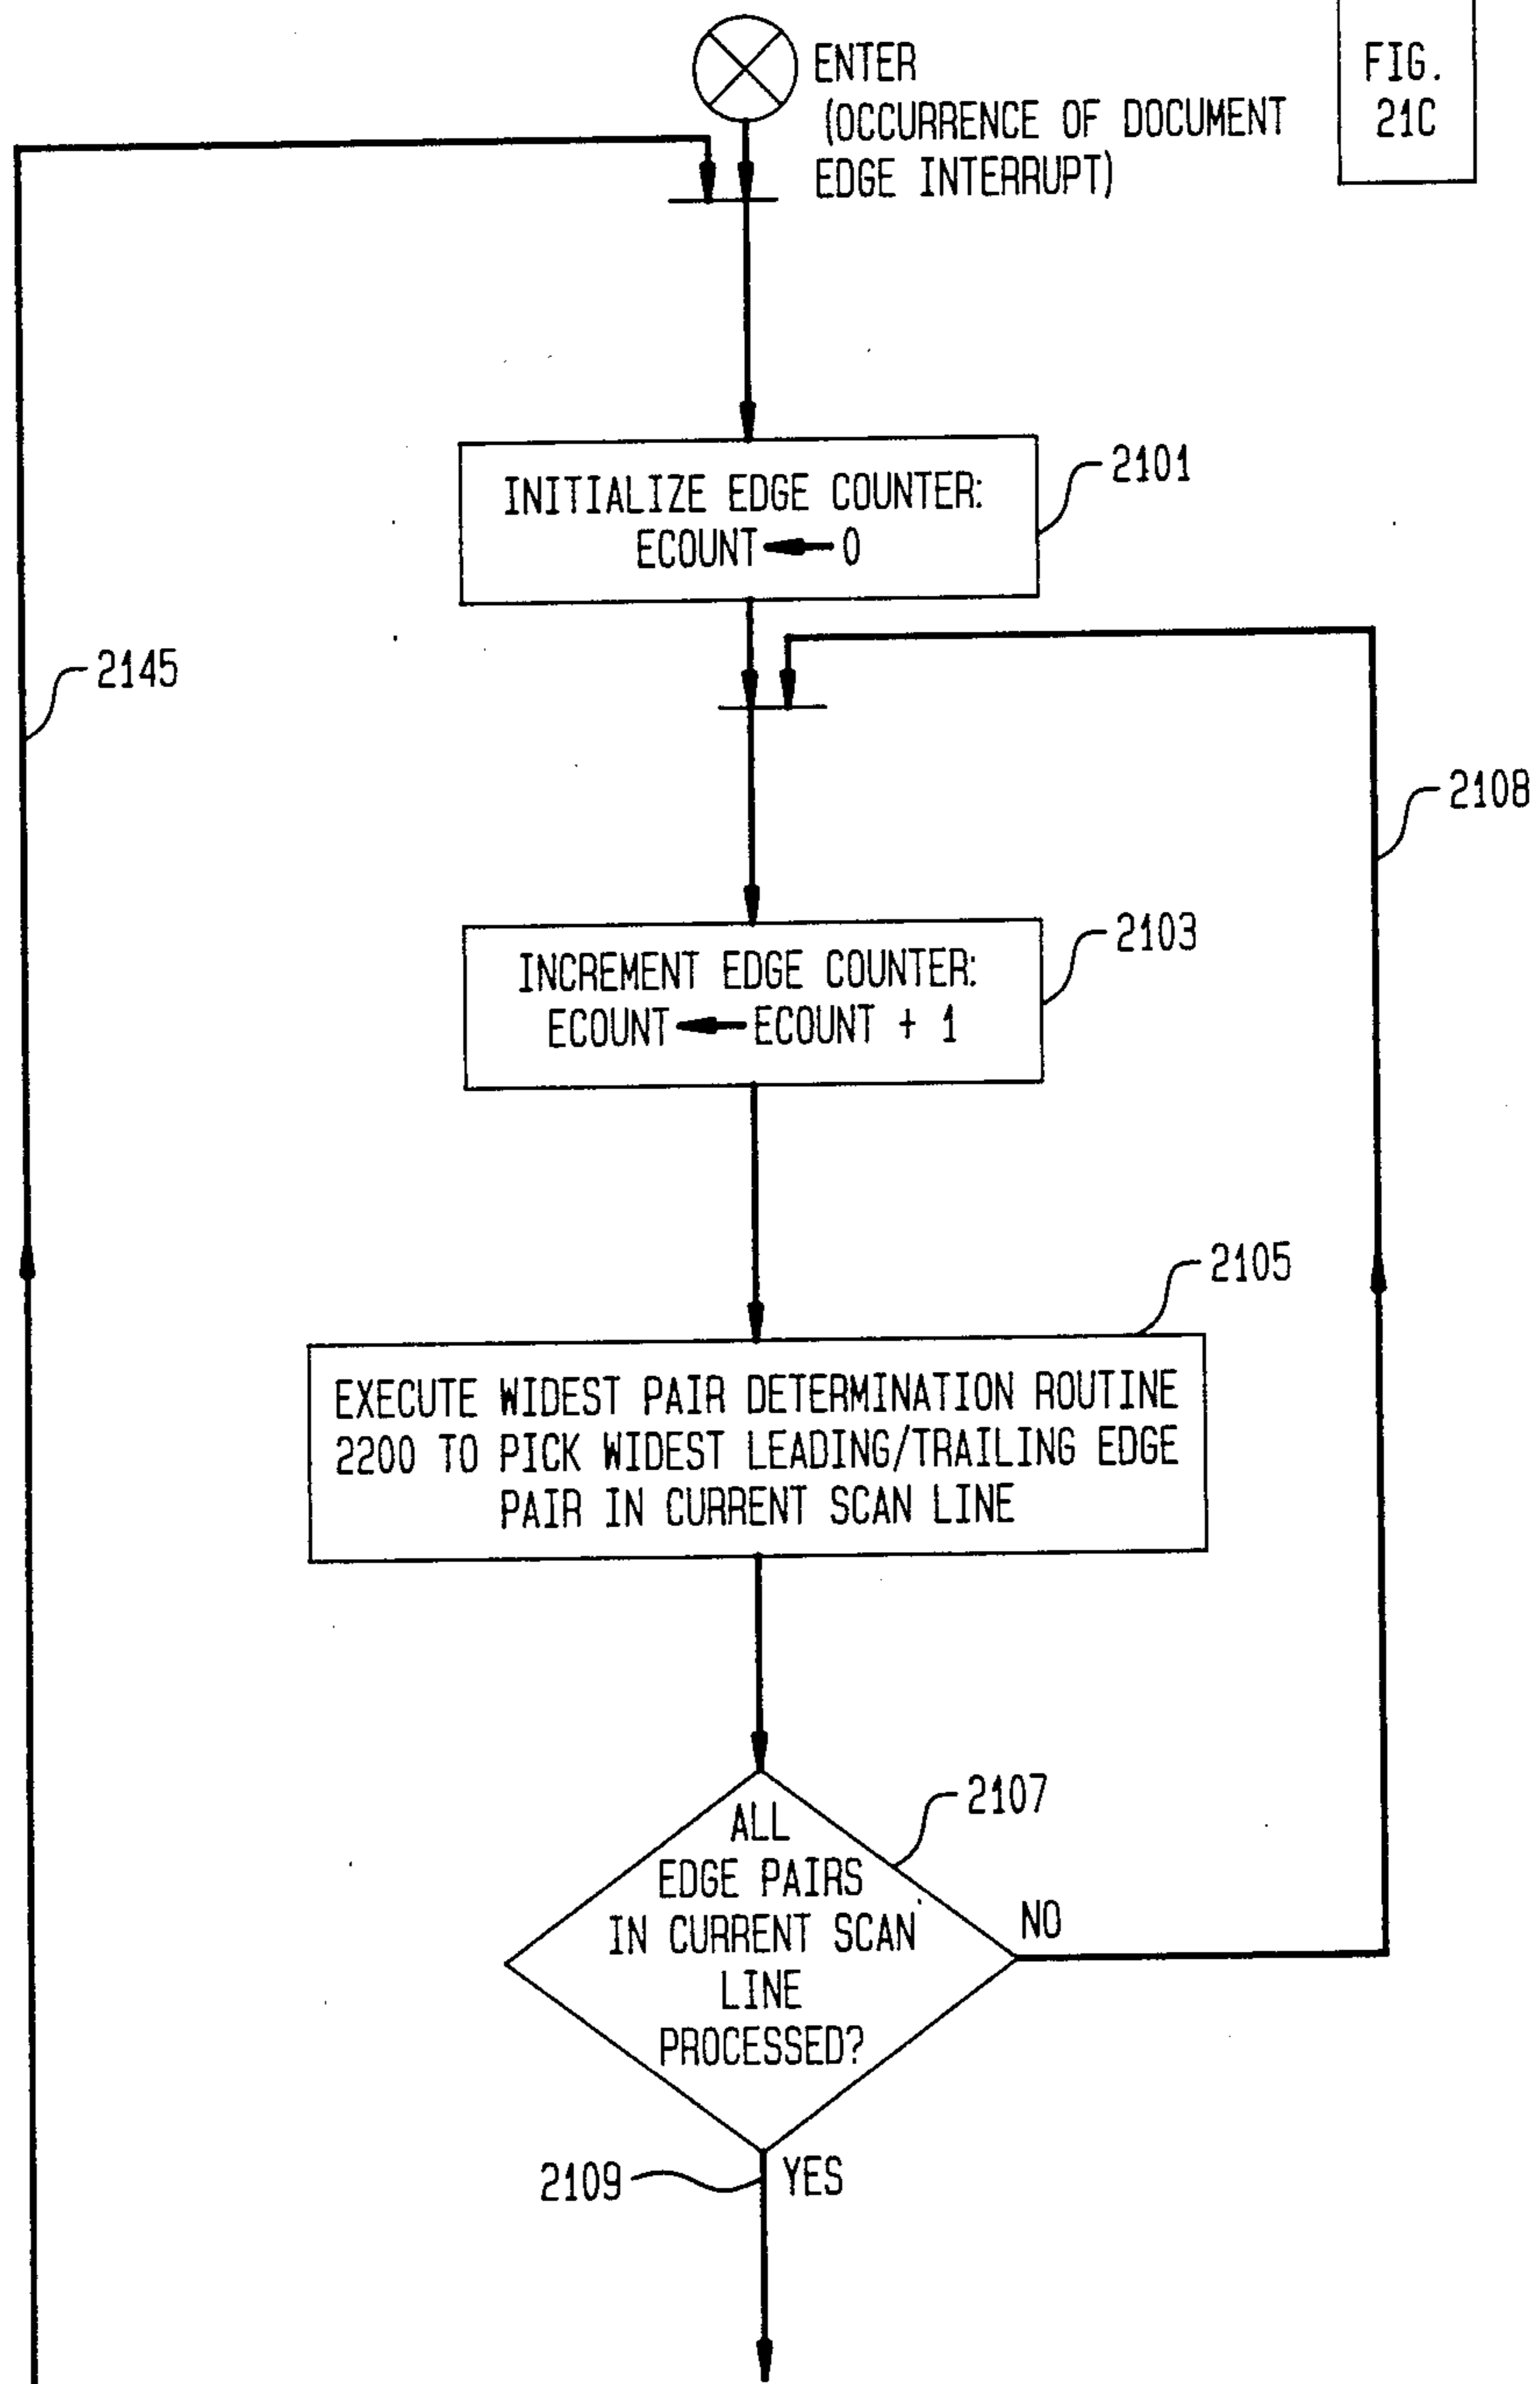 ENTER
(OCCURRENCE OF DOCUMENT
EDGE INTERRUPT)
FIG.
21C
INITIALIZE EDGE COUNTER:
ECOUNT ← 0
2101
2145
2108
INCREMENT EDGE COUNTER:
ECOUNT ← ECOUNT + 1
2103
2105
EXECUTE WIDEST PAIR DETERMINATION ROUTINE
2200 TO PICK WIDEST LEADING/TRAILING EDGE
PAIR IN CURRENT SCAN LINE
2107
ALL
EDGE PAIRS
IN CURRENT SCAN
LINE
PROCESSED?
NO
2109
YES